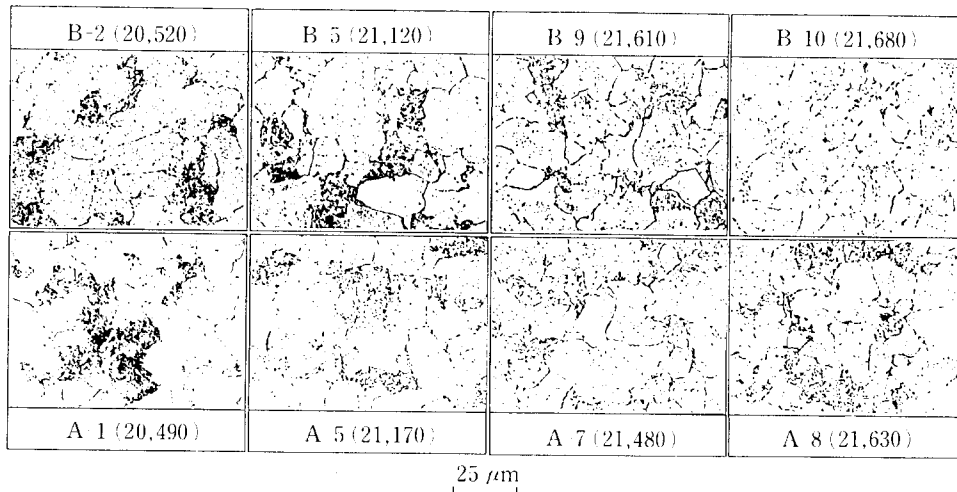 B-2 (20,520) B 5 (21,120) B 9 (21,610) B 10 (21,680)
A 1 (20,490) A 5 (21,170) A 7 (21,480) A 8 (21,630)
25 μm